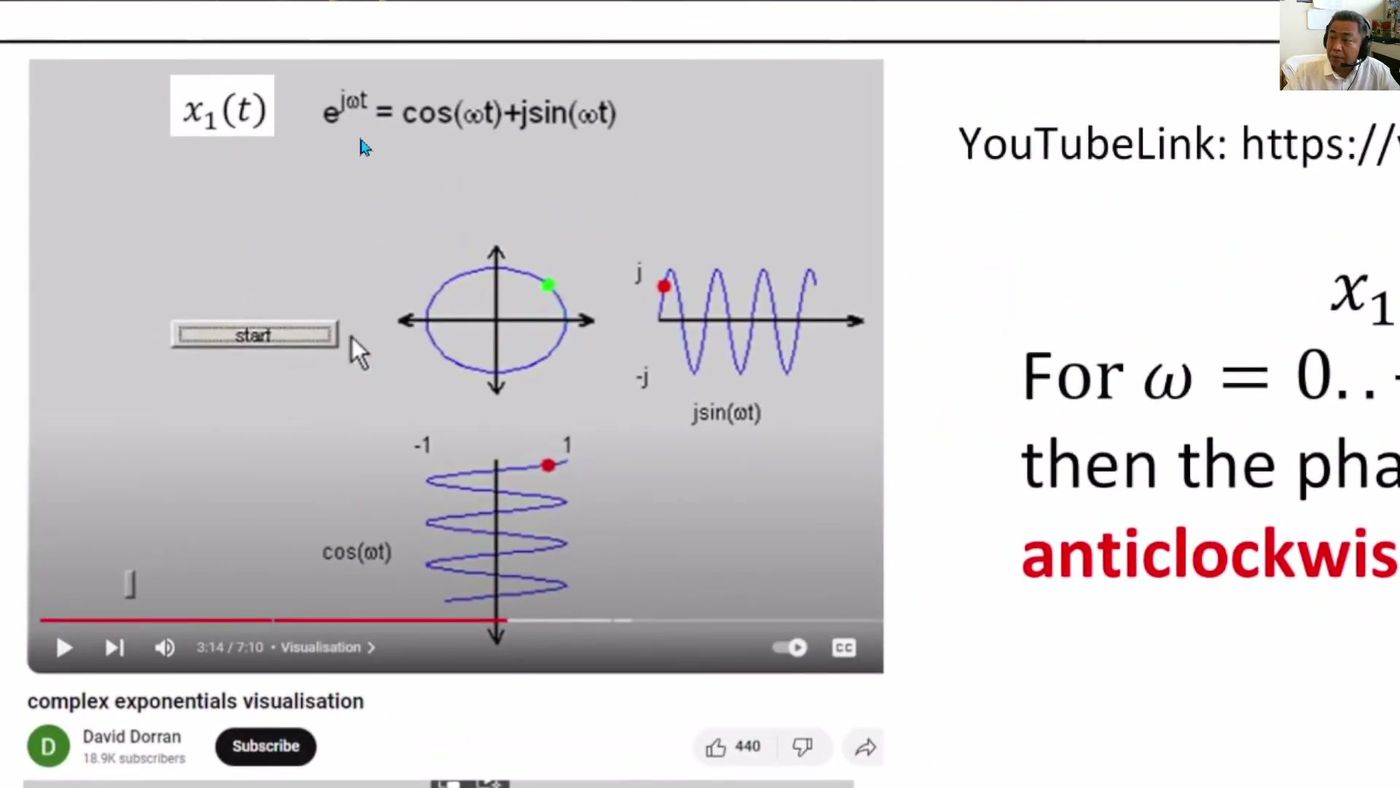 x₁(t)
e^jωt = cos(ωt)+jsin(ωt)
start
j
-j
jsin(ωt)
-1 1
cos(ωt)
3:14 / 7:10 • Visualisation >
CC
complex exponentials visualisation
D
David Dorran
18.9K subscribers
Subscribe
440
YouTubeLink: https://
x₁
For ω = 0..
then the pha
anticlockwis